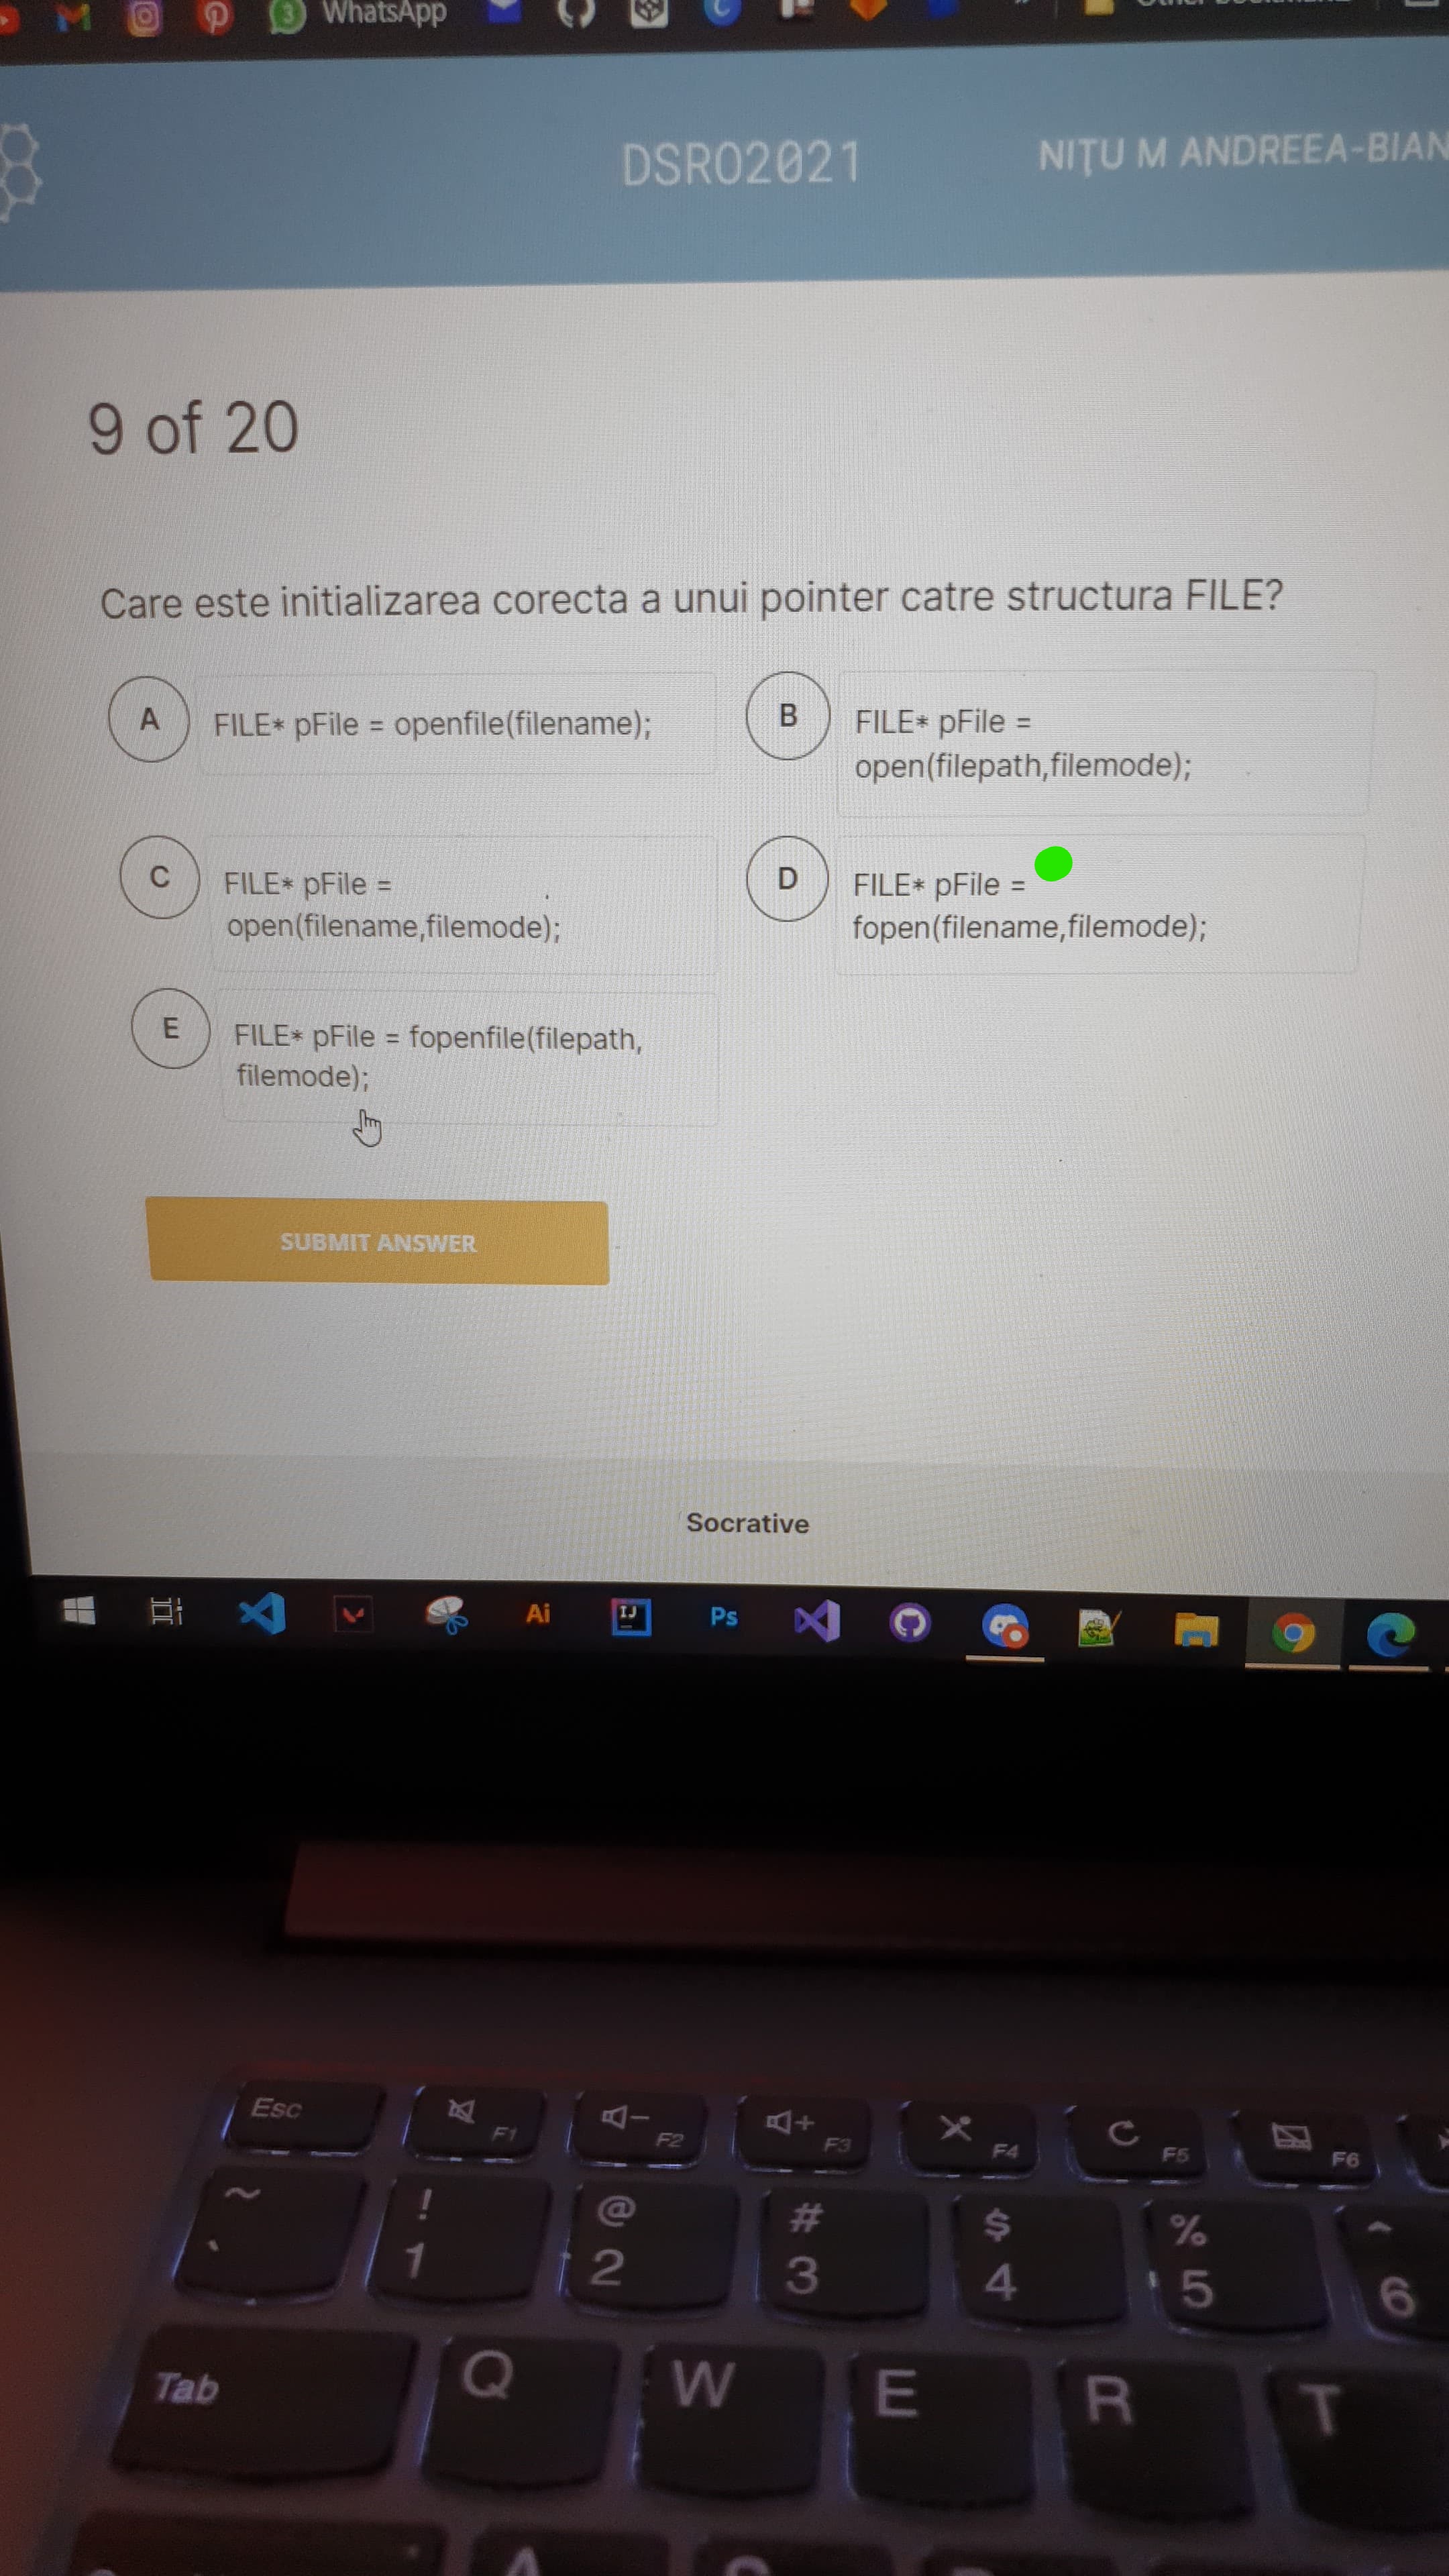 3
WhatsApp
DSRO2021
NIȚU M ANDREEA-BIAN
9 of 20
Care este initializarea corecta a unui pointer catre structura FILE?
A
FILE* pFile = openfile(filename);
B
FILE* pFile =
open(filepath,filemode);
C
FILE* pFile =
open(filename,filemode);
D
FILE* pFile =
fopen(filename,filemode);
E
FILE* pFile = fopenfile(filepath,
filemode);
SUBMIT ANSWER
Socrative
Ai
IJ
Ps
Esc
F1
F2
F3
F4
F5
F6
~ `
! 1
@ 2
# 3
$ 4
% 5
^ 6
Tab
Q
W
E
R
T